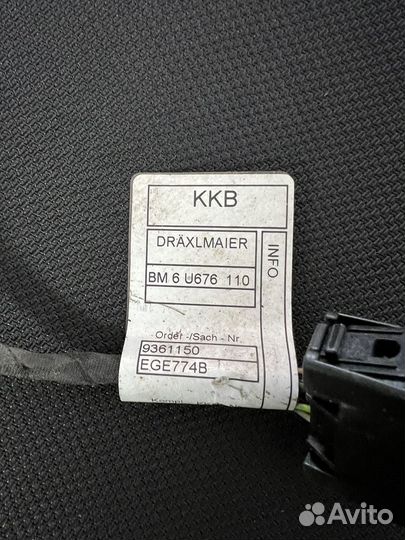 KKB
DRÄXLMAIER
INFO
BM 6 U676 110
Order -/Sach - Nr.
9361150
EGE774B
Avito